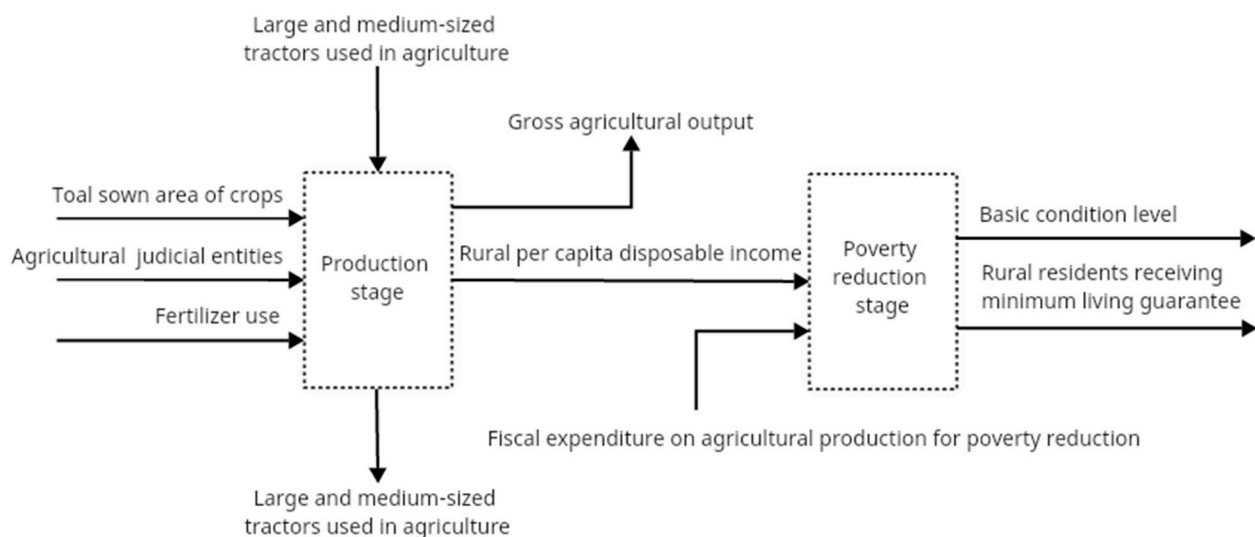 Large and medium-sized
tractors used in agriculture
Gross agricultural output
Toal sown area of crops
Agricultural judicial entities
Fertilizer use
Production
stage
Rural per capita disposable income
Poverty
reduction
stage
Basic condition level
Rural residents receiving
minimum living guarantee
Fiscal expenditure on agricultural production for poverty reduction
Large and medium-sized
tractors used in agriculture